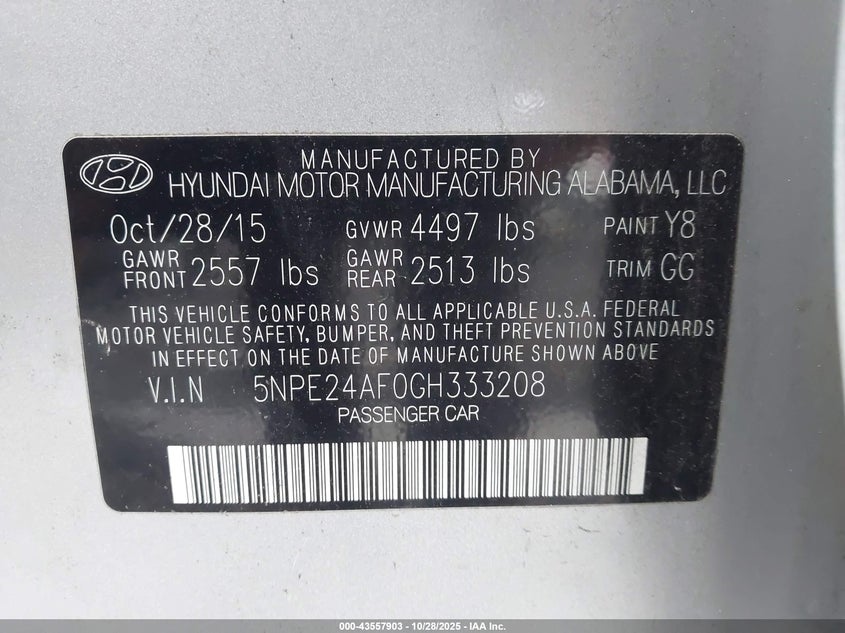 MANUFACTURED BY
HYUNDAI MOTOR MANUFACTURING ALABAMA, LLC
Oct/28/15 GVWR 4497 lbs PAINT Y8
GAWR FRONT 2557 lbs GAWR REAR 2513 lbs TRIM GG
THIS VEHICLE CONFORMS TO ALL APPLICABLE U.S.A. FEDERAL
MOTOR VEHICLE SAFETY, BUMPER, AND THEFT PREVENTION STANDARDS
IN EFFECT ON THE DATE OF MANUFACTURE SHOWN ABOVE
V.I.N 5NPE24AF0GH333208
PASSENGER CAR
000-43557903 | 10/28/2025 - IAA Inc.